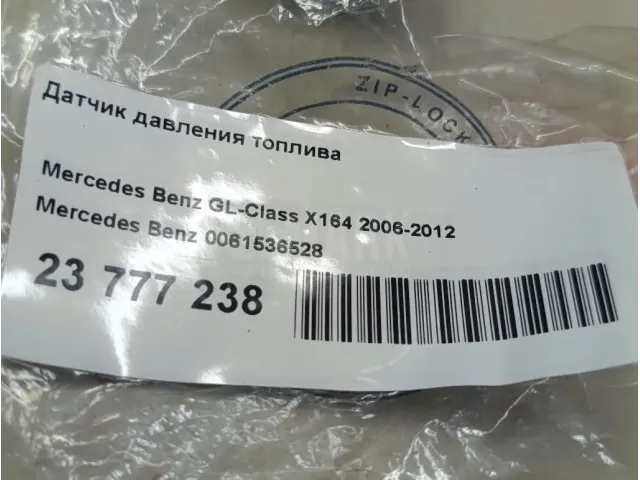 ZIP-LOCK
Датчик давления топлива
Mercedes Benz GL-Class X164 2006-2012
Mercedes Benz 0061536528
23 777 238